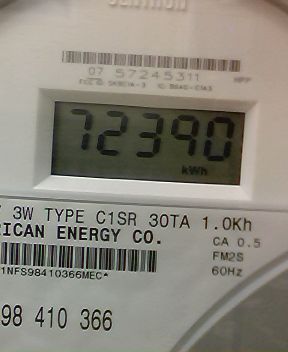 07 57245311
72390
kWh
3W TYPE C1SR 30TA 1.0Kh
RICAN ENERGY CO.
CA 0.5
FM2S
60Hz
1NFS98410366MEC*
98 410 366